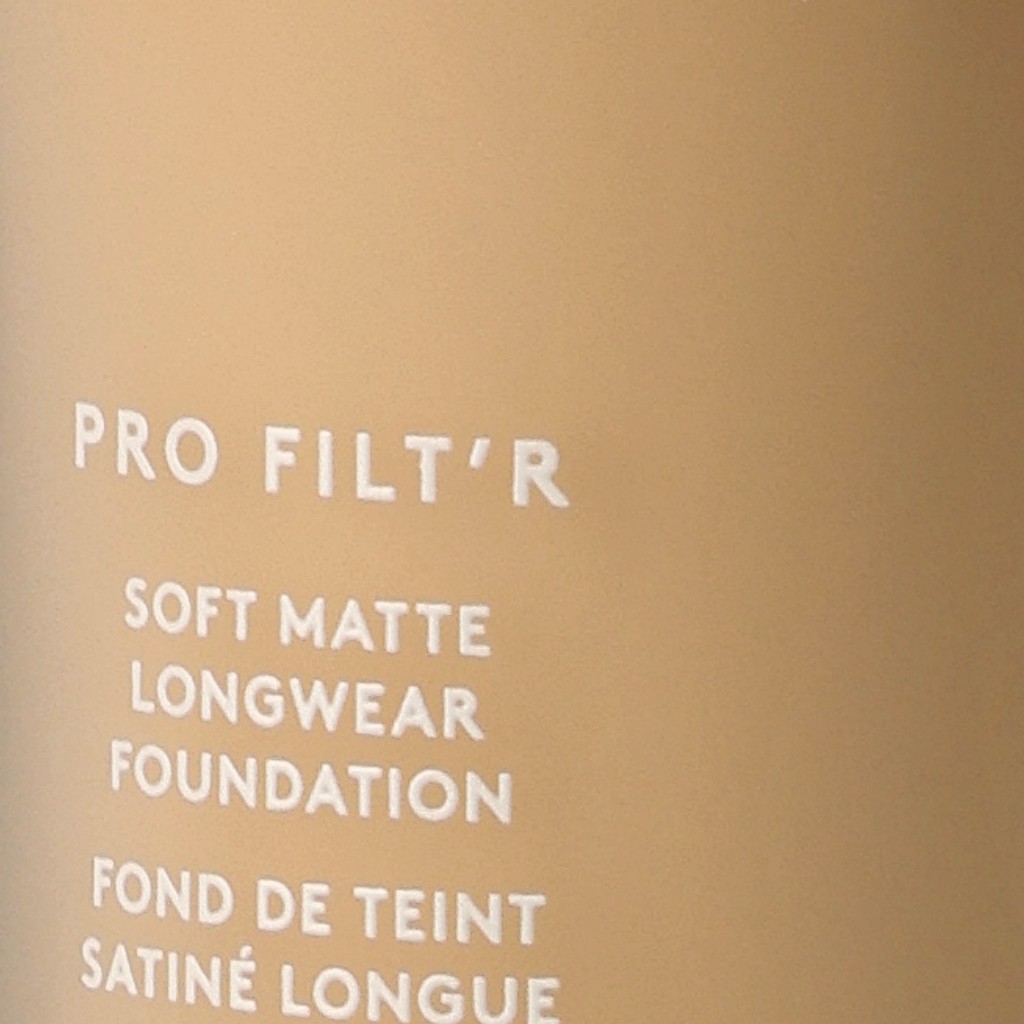 PRO FILT'R
SOFT MATTE
LONGWEAR
FOUNDATION
FOND DE TEINT
SATINÉ LONGUE